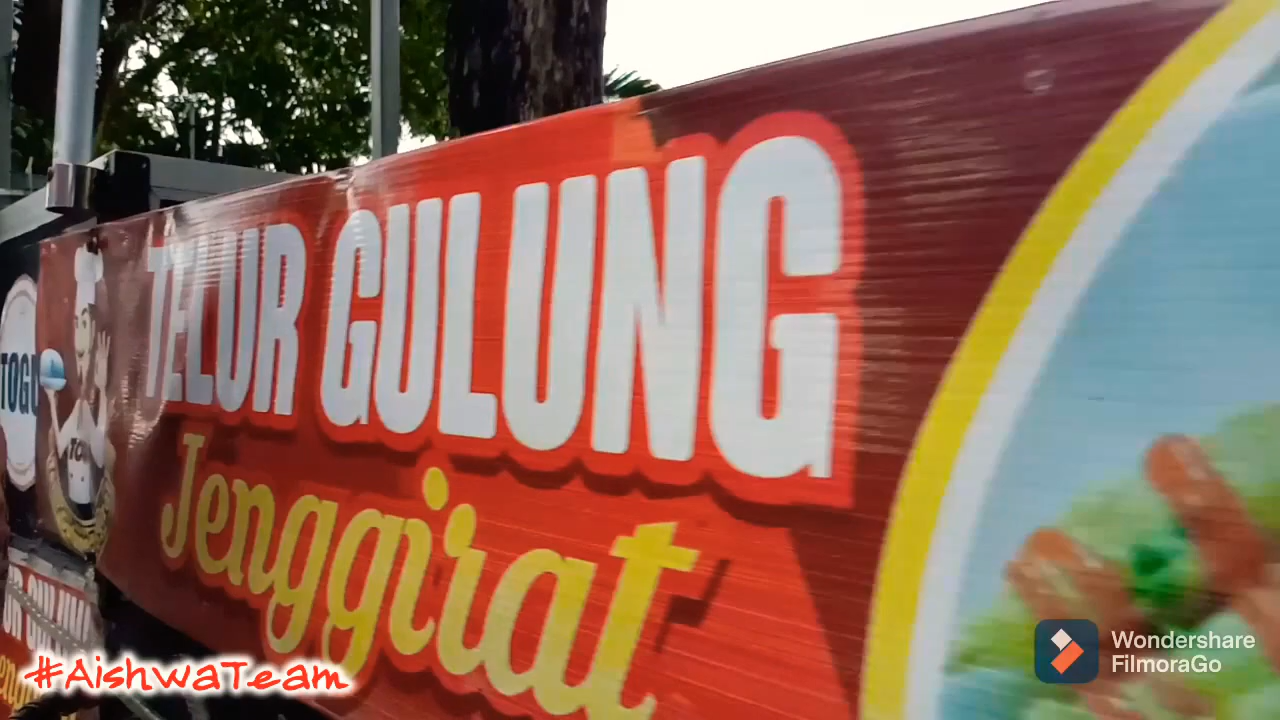 TELUR GULUNG
Jenggirat
TOGU
#AishwaTeam
Wondershare
FilmoraGo